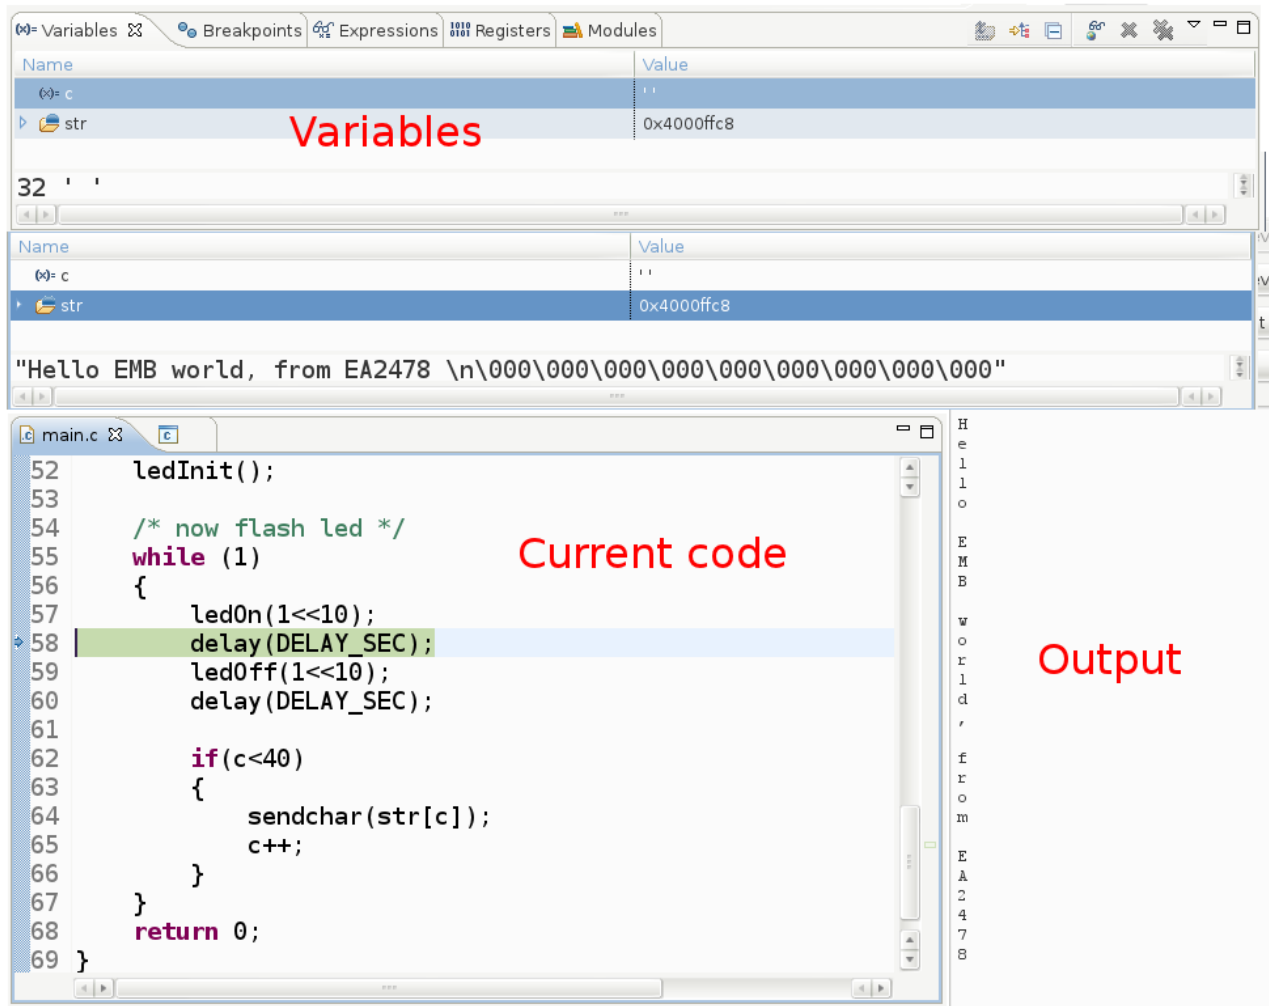 (x)= Variables Breakpoints Expressions 1010 0101 Registers Modules
Name Value
(x)= c ' '
str 0x4000ffc8
Variables
32 ' '
Name Value
(x)= c ' '
str 0x4000ffc8
"Hello EMB world, from EA2478 \n\000\000\000\000\000\000\000\000\000"
.c main.c c
52 ledInit();
53
54 /* now flash led */
55 while (1)
56 {
57 ledOn(1<<10);
58 delay(DELAY_SEC);
59 ledOff(1<<10);
60 delay(DELAY_SEC);
61
62 if(c<40)
63 {
64 sendchar(str[c]);
65 c++;
66 }
67 }
68 return 0;
69 }
Current code
H
e
l
l
o
E
M
B
w
o
r
l
d
,
f
r
o
m
E
A
2
4
7
8
Output